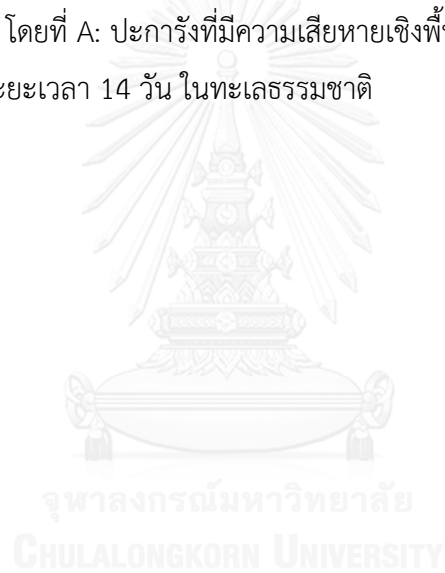 โดยที่ A: ปะการังที่มีความเสียหายเชิงพื้
ะยะเวลา 14 วัน ในทะเลธรรมชาติ
จุฬาลงกรณ์มหาวิทยาลัย
CHULALONGKORN UNIVERSITY